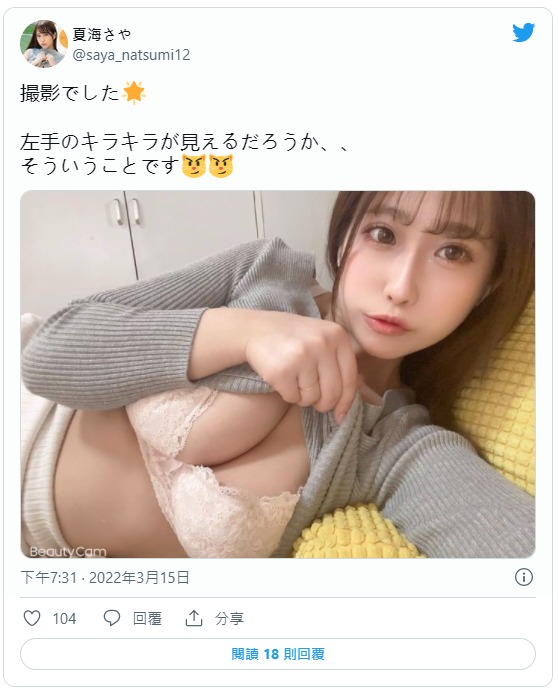 夏海さや
@saya_natsumi12
撮影でした🌟
左手のキラキラが見えるだろうか、、
そういうことです😼😼
BeautyCam
下午7:31 · 2022年3月15日
104 回覆 分享
閱讀 18 則回覆